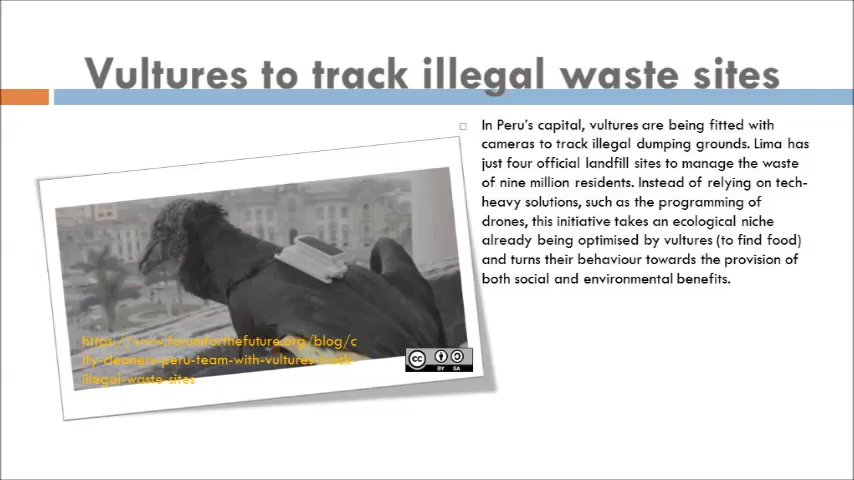 Vultures to track illegal waste sites
In Peru's capital, vultures are being fitted with
cameras to track illegal dumping grounds. Lima has
just four official landfill sites to manage the waste
of nine million residents. Instead of relying on tech-
heavy solutions, such as the programming of
drones, this initiative takes an ecological niche
already being optimised by vultures (to find food)
and turns their behaviour towards the provision of
both social and environmental benefits.
https://www.forumforthefuture.org/blog/c
ity-cleaners-peru-team-with-vultures-track-
illegal-waste-sites
cc BY SA